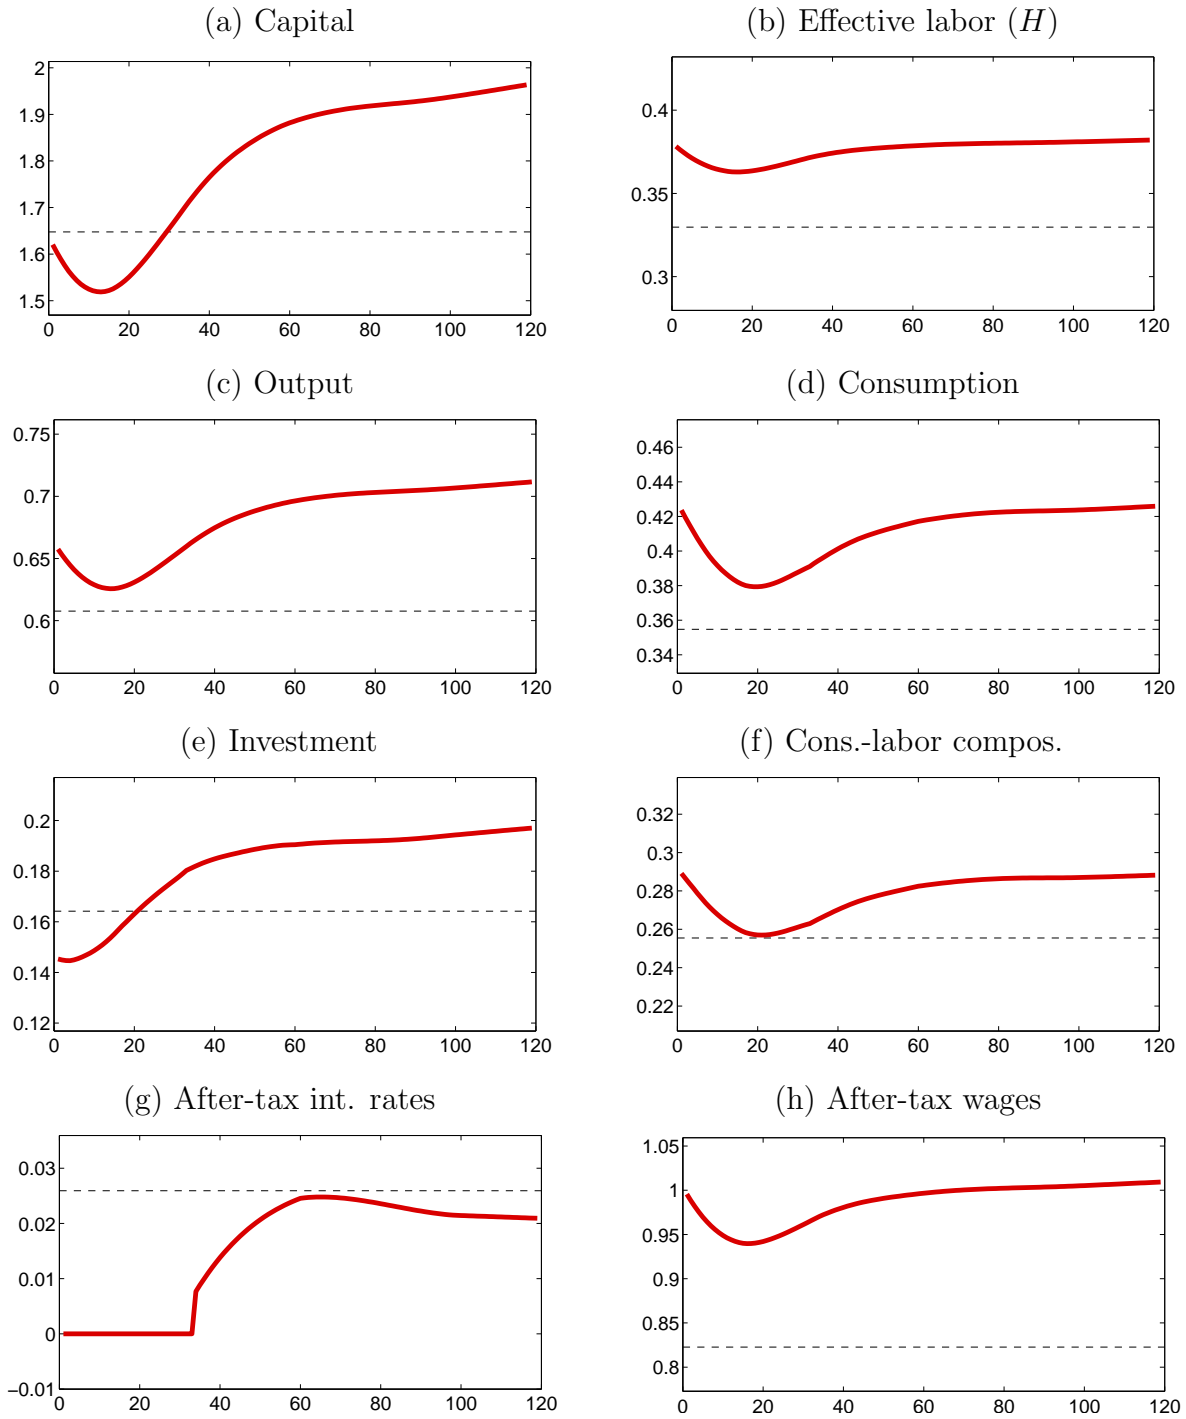 (a) Capital
(b) Effective labor (H)
2
1.9
1.8
1.7
1.6
1.5
0 20 40 60 80 100 120
0.4
0.35
0.3
0 20 40 60 80 100 120
(c) Output
(d) Consumption
0.75
0.7
0.65
0.6
0 20 40 60 80 100 120
0.46
0.44
0.42
0.4
0.38
0.36
0.34
0 20 40 60 80 100 120
(e) Investment
(f) Cons.-labor compos.
0.2
0.18
0.16
0.14
0.12
0 20 40 60 80 100 120
0.32
0.3
0.28
0.26
0.24
0.22
0 20 40 60 80 100 120
(g) After-tax int. rates
(h) After-tax wages
0.03
0.02
0.01
0
−0.01
0 20 40 60 80 100 120
1.05
1
0.95
0.9
0.85
0.8
0 20 40 60 80 100 120